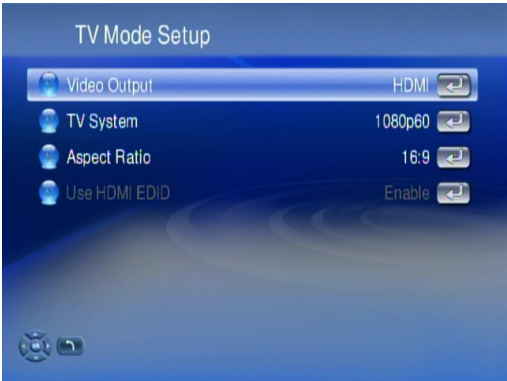 TV Mode Setup
Video Output HDMI
TV System 1080p60
Aspect Ratio 16:9
Use HDMI EDID Enable